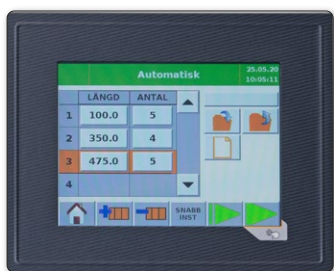 Automatisk
25.05.20
10:05:11
LÄNGD ANTAL
1 100.0 5
2 350.0 4
3 475.0 5
4
SNABB
INST